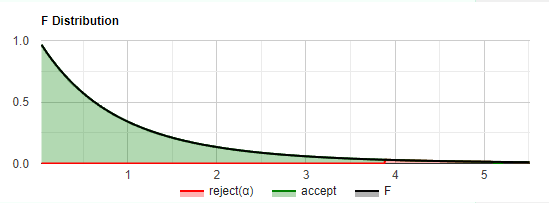 F Distribution
1.0
0.5
0.0
1 2 3 4 5
reject(α) accept F